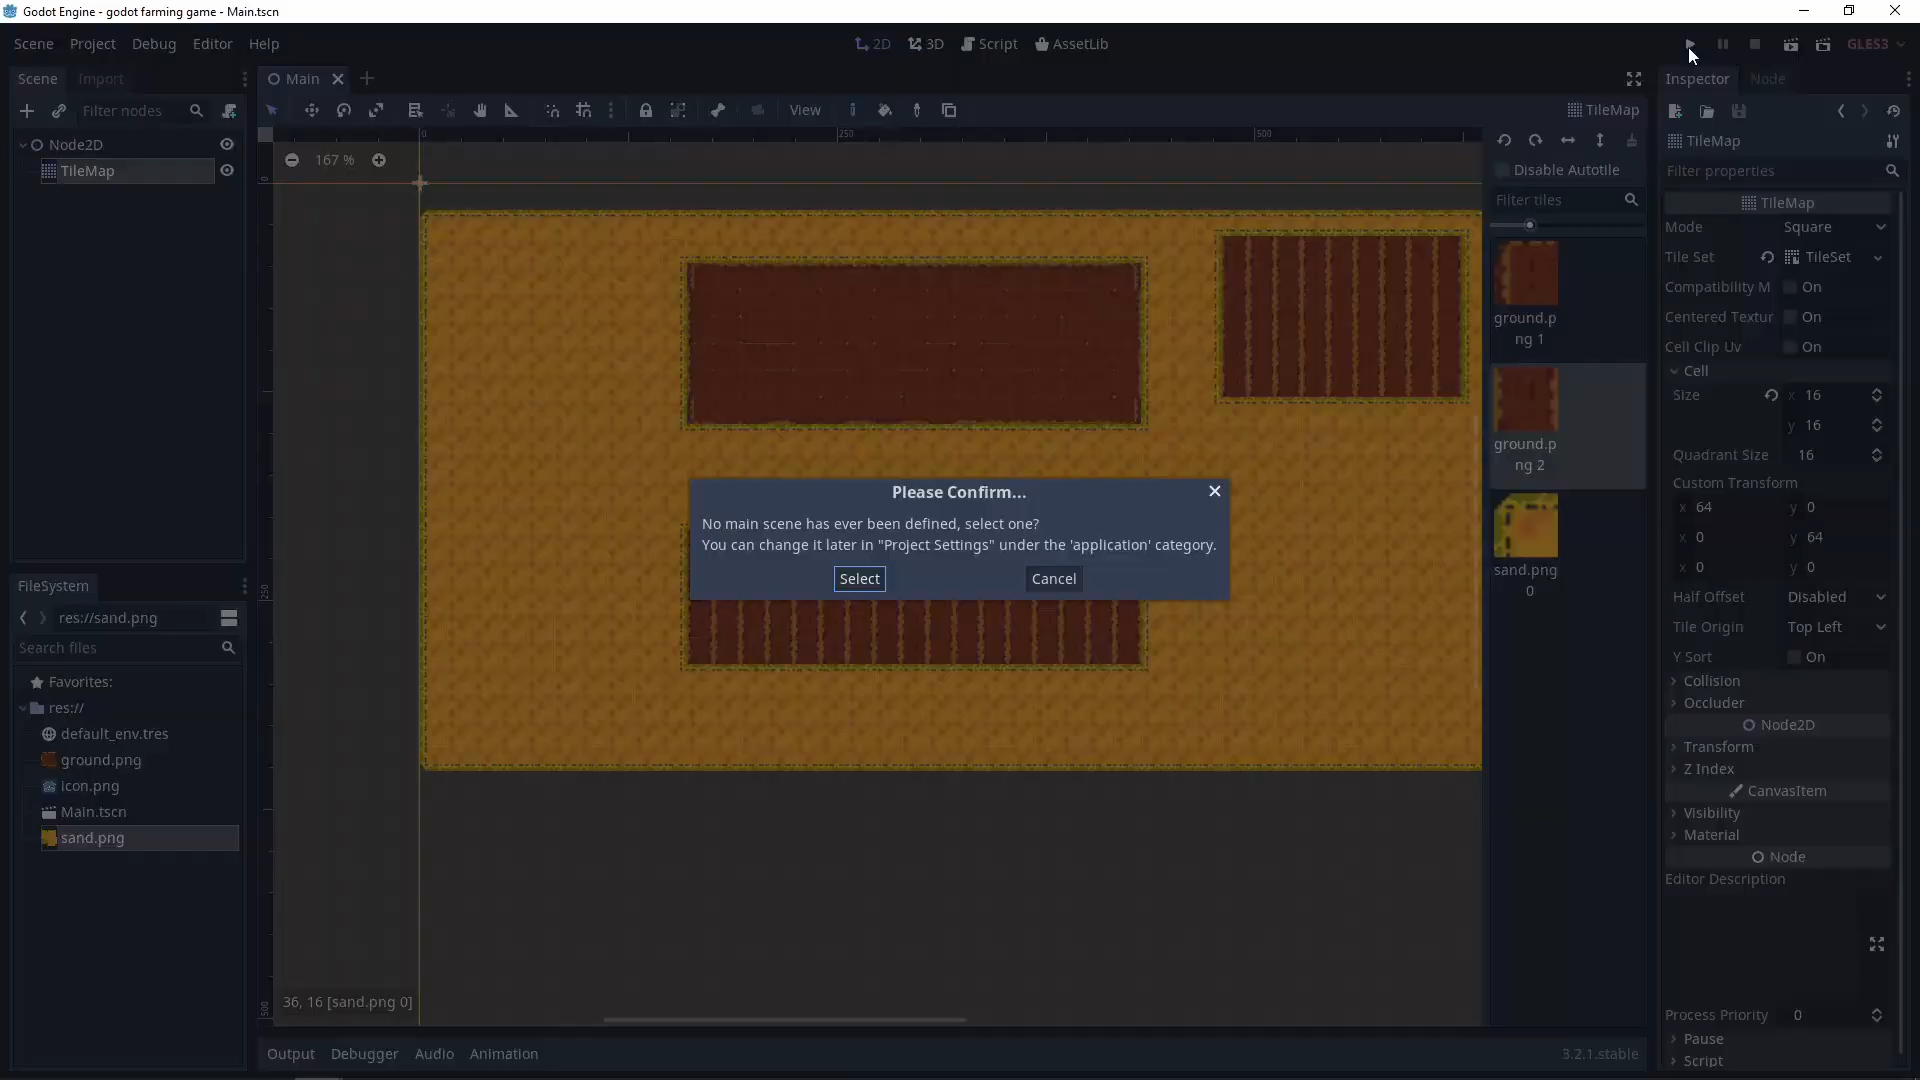 Godot Engine - godot farming game - Main.tscn
Scene Project Debug Editor Help
2D 3D Script AssetLib
GLES3
Scene Import
Filter nodes
Node2D
TileMap
Main
View
TileMap
0 250 500
167 %
0
250
500
36, 16 [sand.png 0]
Please Confirm...
No main scene has ever been defined, select one?
You can change it later in "Project Settings" under the 'application' category.
Select Cancel
Disable Autotile
Filter tiles
ground.p
ng 1
ground.p
ng 2
sand.png
0
FileSystem
res://sand.png
Search files
Favorites:
res://
default_env.tres
ground.png
icon.png
Main.tscn
sand.png
Output Debugger Audio Animation
3.2.1.stable
Inspector Node
TileMap
Filter properties
TileMap
Mode Square
Tile Set TileSet
Compatibility M On
Centered Textur On
Cell Clip Uv On
Cell
Size x 16
y 16
Quadrant Size 16
Custom Transform
x 64 y 0
x 0 y 64
x 0 y 0
Half Offset Disabled
Tile Origin Top Left
Y Sort On
Collision
Occluder
Node2D
Transform
Z Index
CanvasItem
Visibility
Material
Node
Editor Description
Process Priority 0
Pause
Script